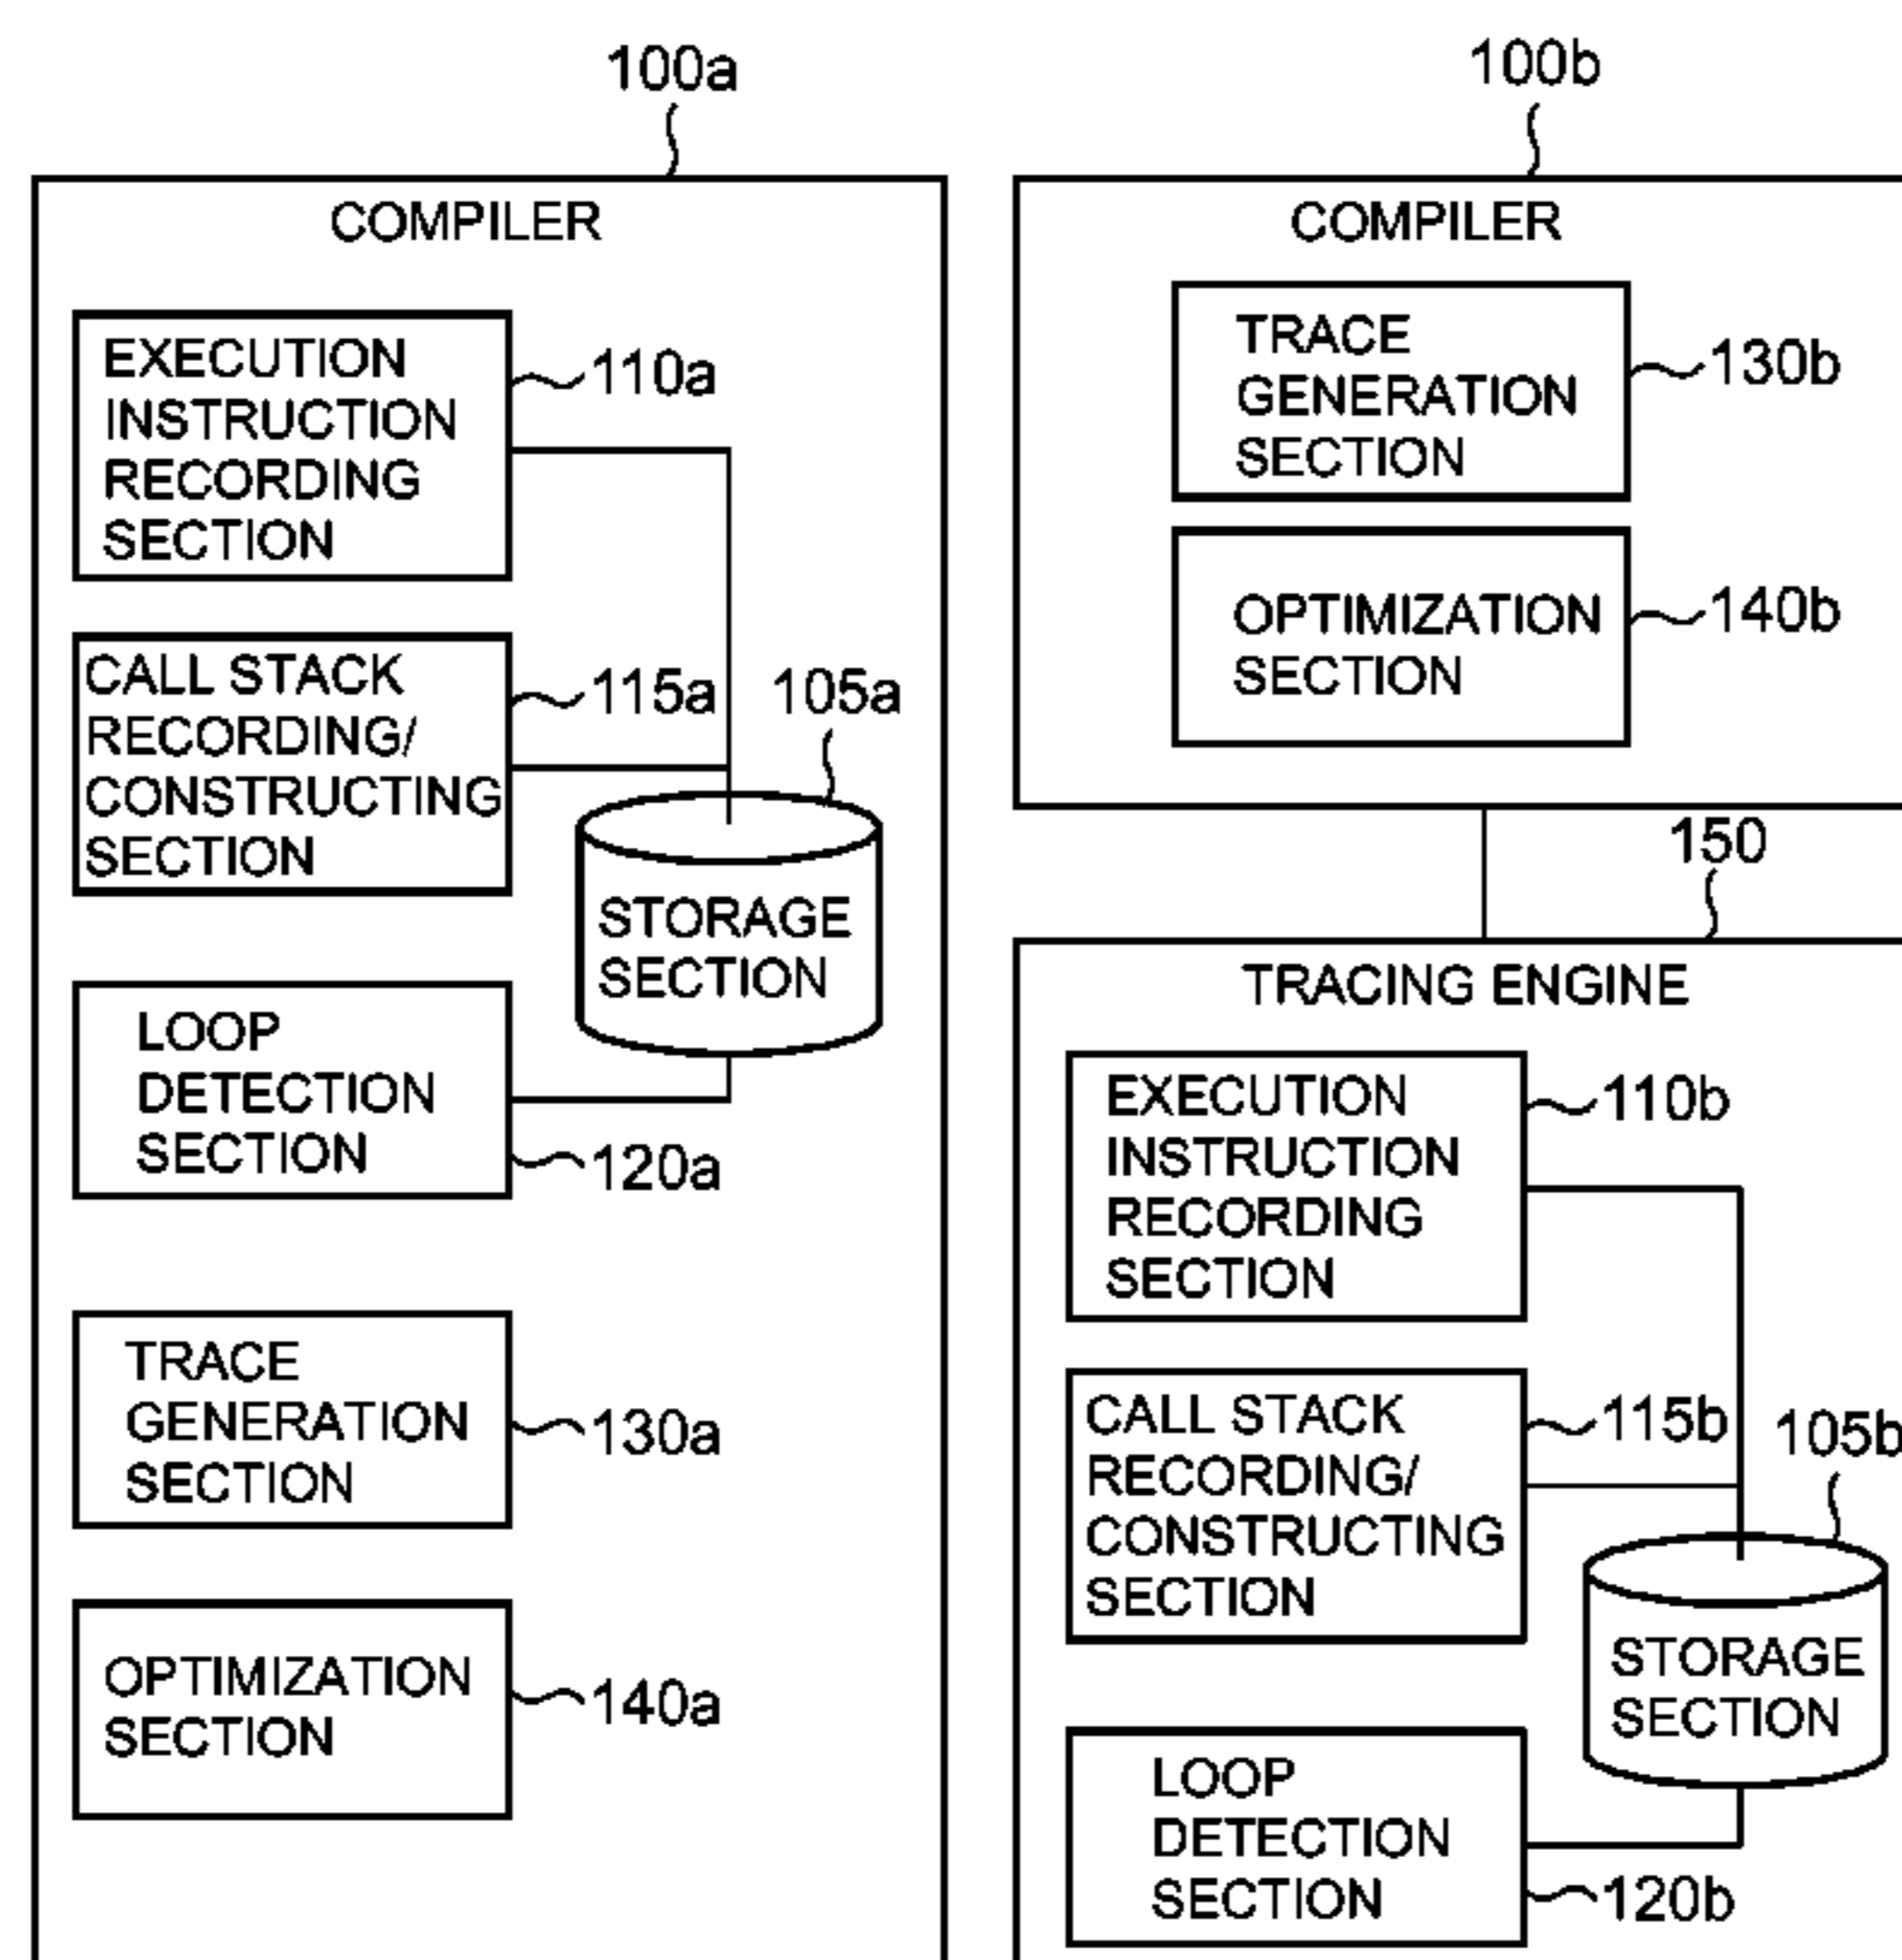 100a
COMPILER
EXECUTION
INSTRUCTION
RECORDING
SECTION
110a
CALL STACK
RECORDING/
CONSTRUCTING
SECTION
115a
105a
STORAGE
SECTION
LOOP
DETECTION
SECTION
120a
TRACE
GENERATION
SECTION
130a
OPTIMIZATION
SECTION
140a
100b
COMPILER
TRACE
GENERATION
SECTION
130b
OPTIMIZATION
SECTION
140b
150
TRACING ENGINE
EXECUTION
INSTRUCTION
RECORDING
SECTION
110b
CALL STACK
RECORDING/
CONSTRUCTING
SECTION
115b
105b
STORAGE
SECTION
LOOP
DETECTION
SECTION
120b